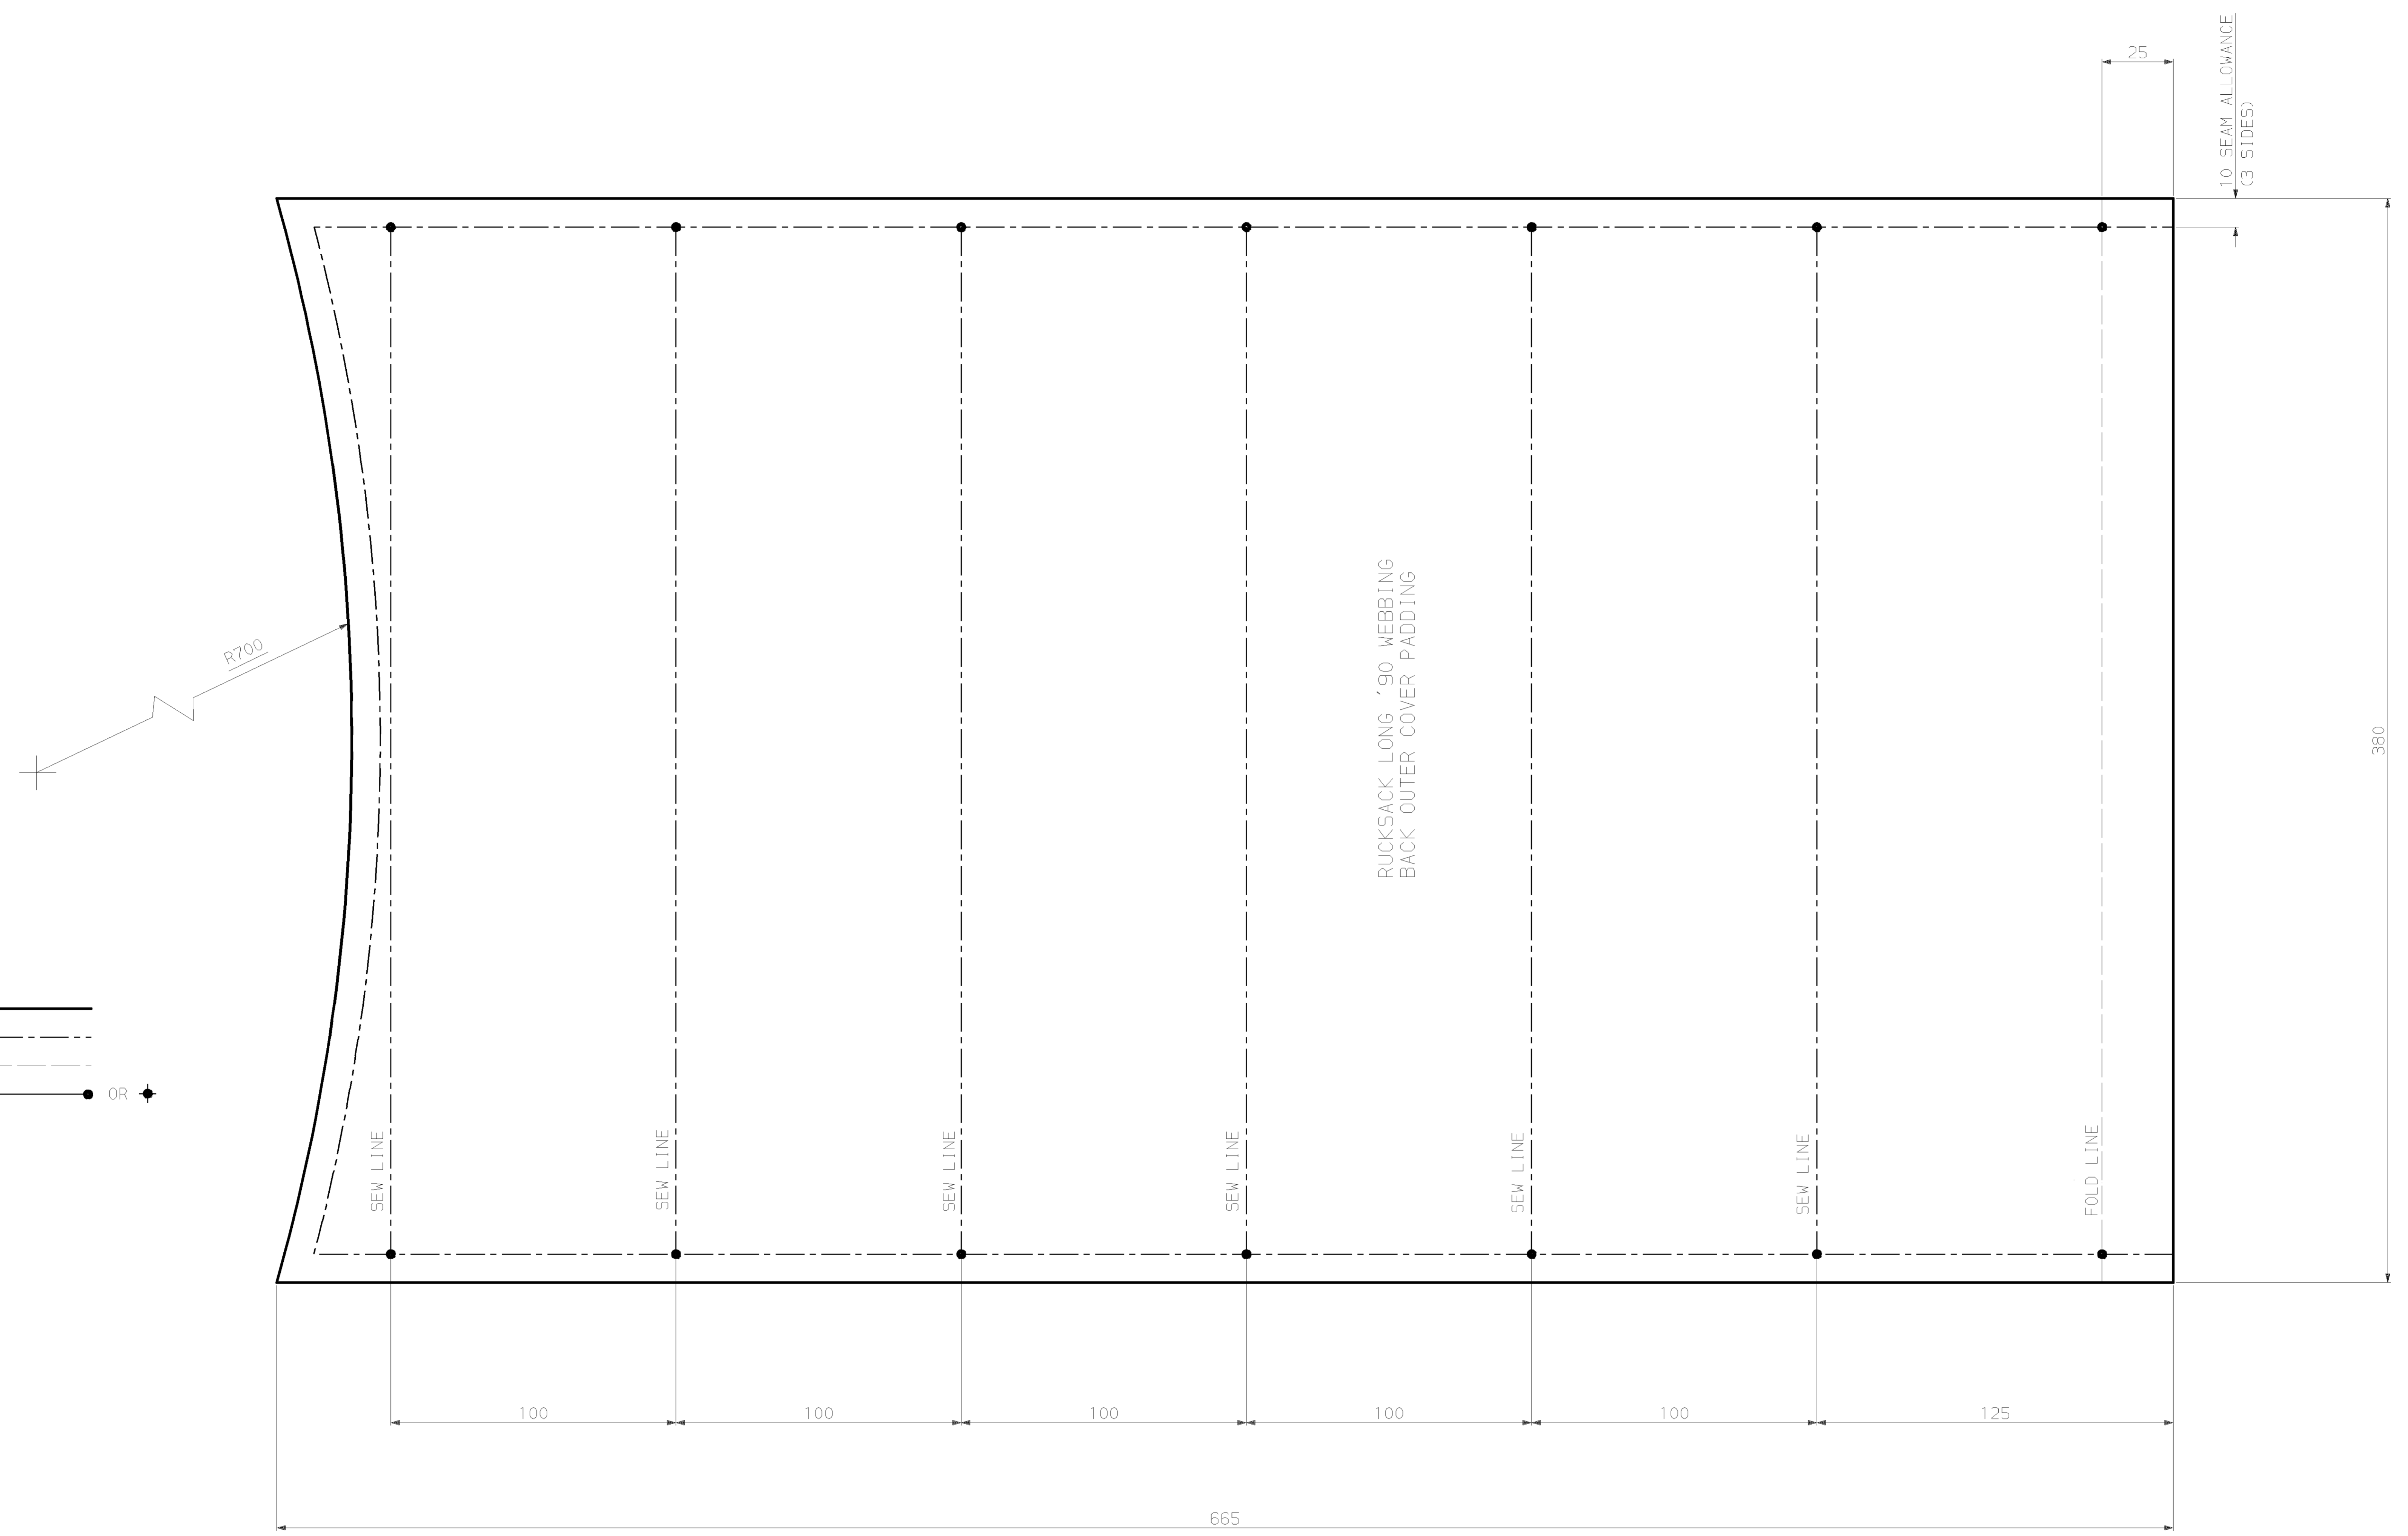 25
10 SEAM ALLOWANCE
(3 SIDES)
R700
RUCKSACK LONG ´90 WEBBING
BACK OUTER COVER PADDING
380
OR
SEW LINE
SEW LINE
SEW LINE
SEW LINE
SEW LINE
SEW LINE
FOLD LINE
100
100
100
100
100
125
665